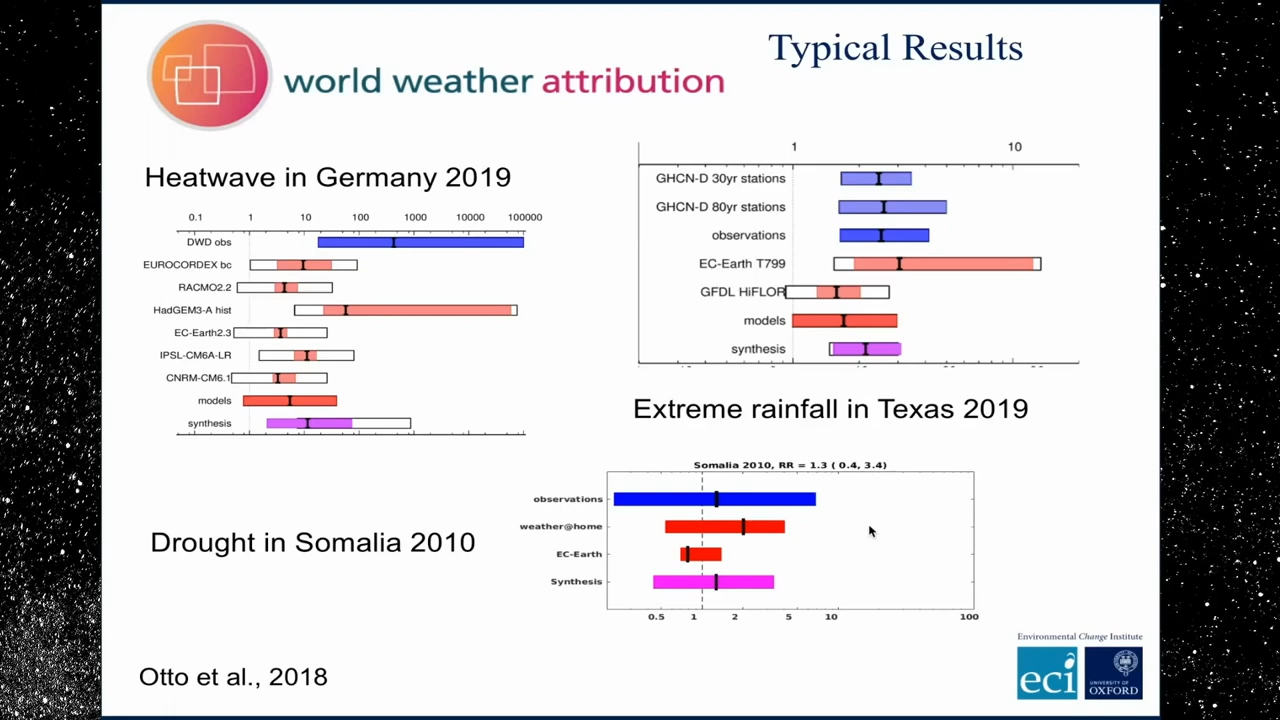 Typical Results
world weather attribution
Heatwave in Germany 2019
0.1 1 10 100 1000 10000 100000
DWD obs
EUROCORDEX bc
RACMO2.2
HadGEM3-A hist
EC-Earth2.3
IPSL-CM6A-LR
CNRM-CM6.1
models
synthesis
1 10
GHCN-D 30yr stations
GHCN-D 80yr stations
observations
EC-Earth T799
GFDL HiFLOR
models
synthesis
Extreme rainfall in Texas 2019
Drought in Somalia 2010
Somalia 2010, RR = 1.3 ( 0.4, 3.4)
observations
weather@home
EC-Earth
Synthesis
0.5 1 2 5 10 100
Otto et al., 2018
Environmental Change Institute
eci
UNIVERSITY OF
OXFORD